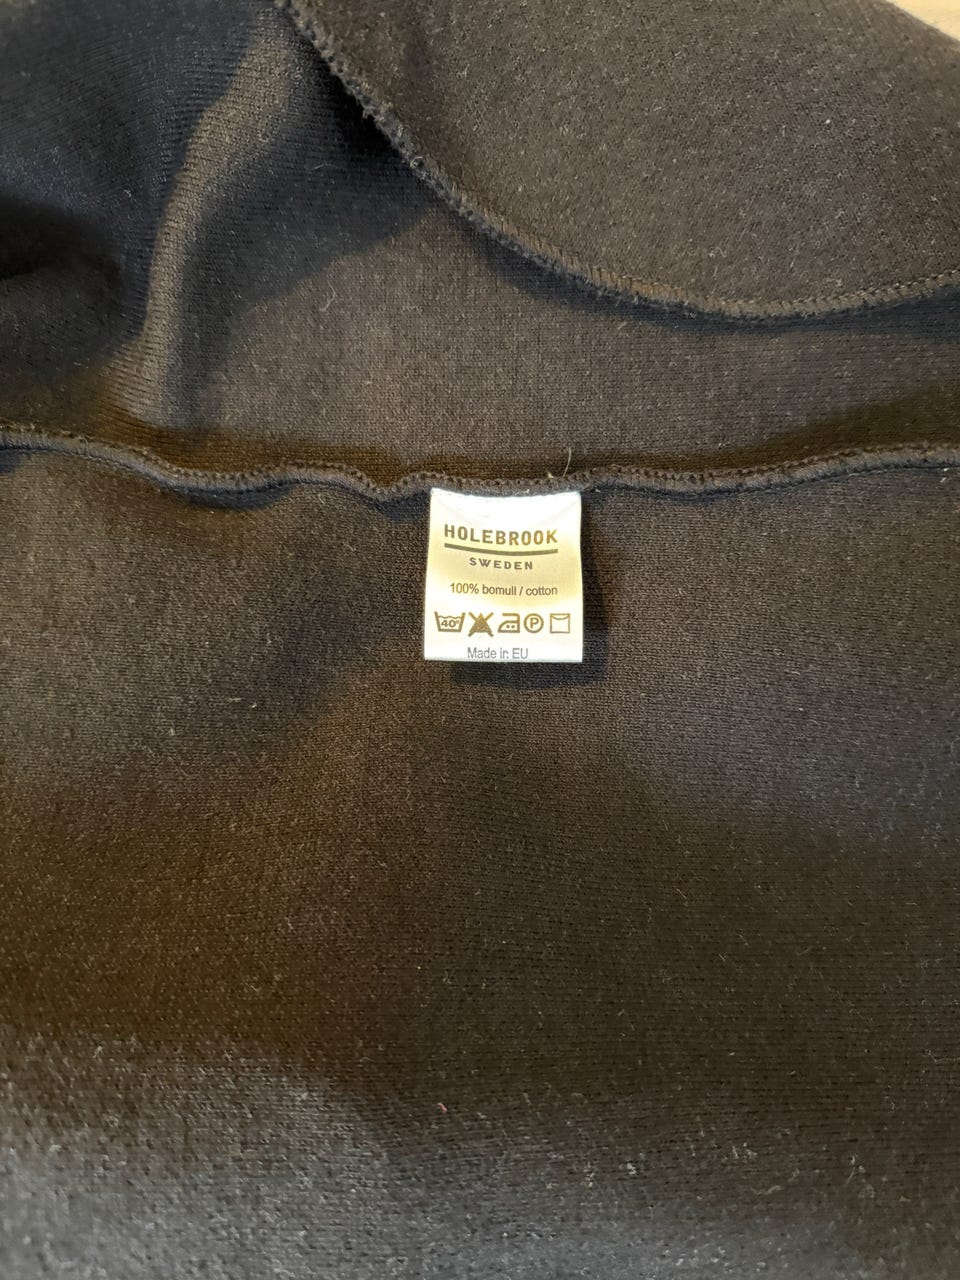 HOLEBROOK
SWEDEN
100% bomull / cotton
40° P
Made in EU